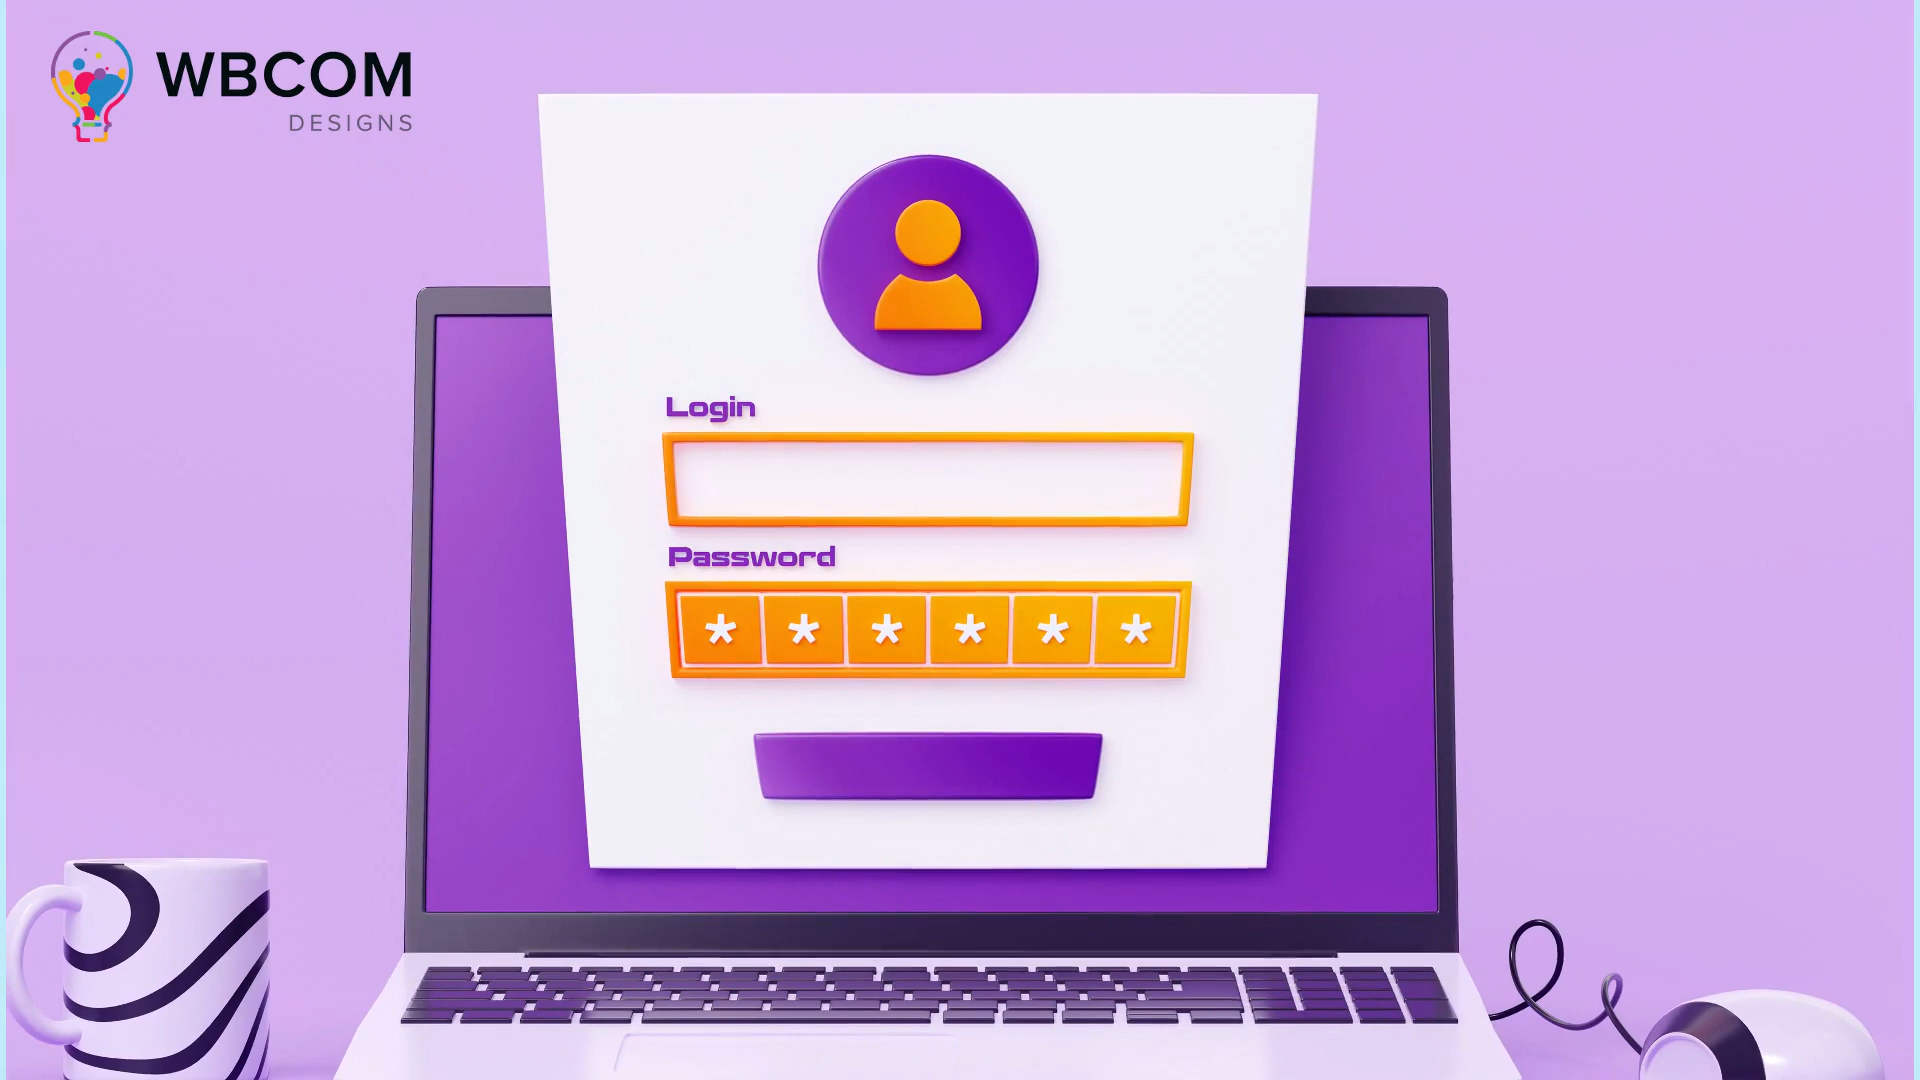 WBCOM
DESIGNS
Login
Password
* * * * * *